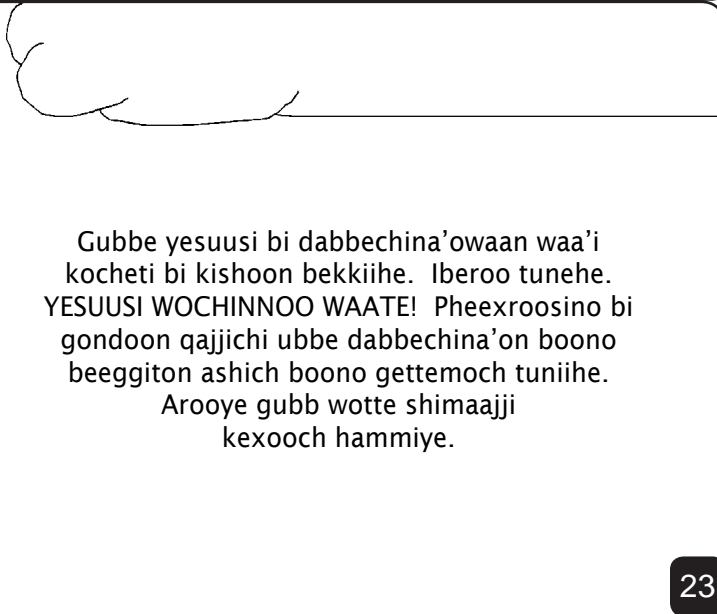 Gubbe yesuusi bi dabbechina’owaan waa’i
kocheti bi kishoon bekkiihe.  Iberoo tunehe.
YESUUSI WOCHINNOO WAATE!  Pheexroosino bi
gondoon qajjichi ubbe dabbechina’on boono
beeggiton ashich boono gettemoch tuniihe.
Arooye gubb wotte shimaajji
kexooch hammiye.
23